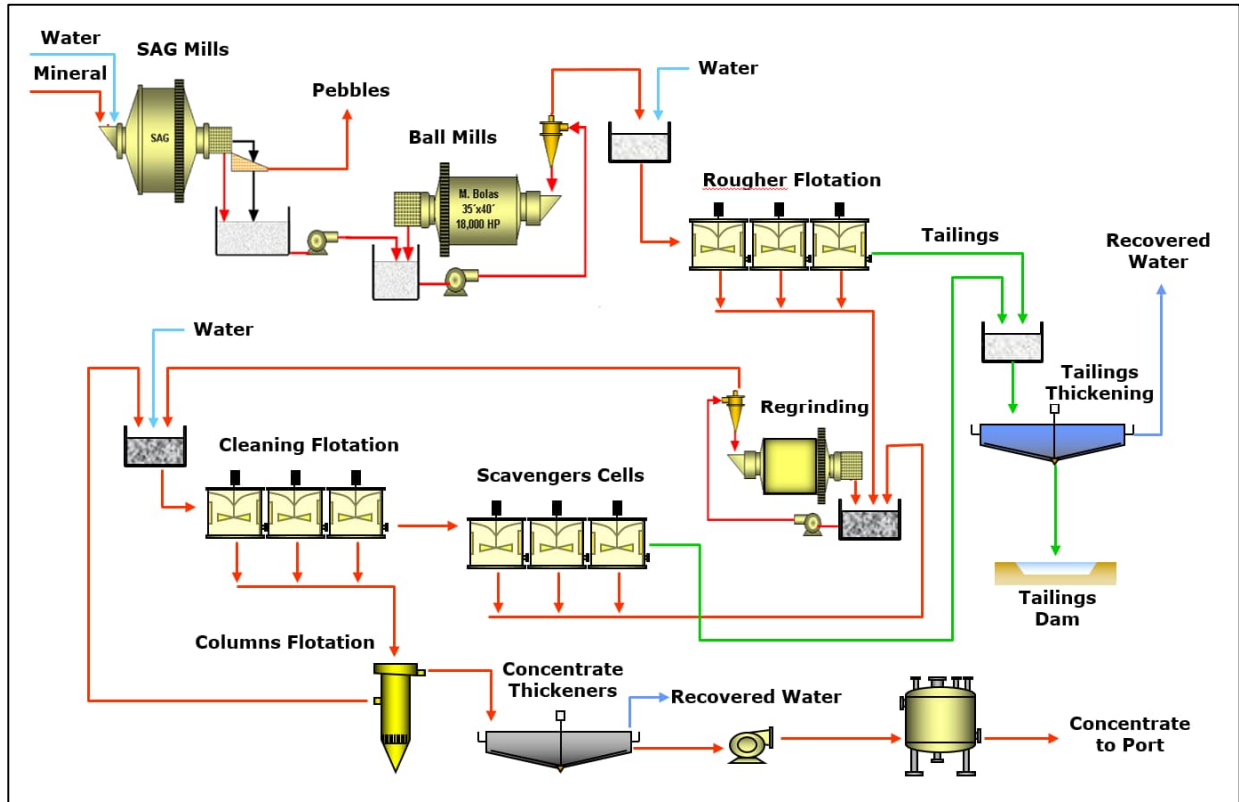 Water
SAG Mills
Mineral
Pebbles
SAG
Ball Mills
M. Bolas
35´x40´
18,000 HP
Water
Rougher Flotation
Tailings
Recovered
Water
Water
Tailings
Thickening
Regrinding
Cleaning Flotation
Scavengers Cells
Tailings
Dam
Columns Flotation
Concentrate
Thickeners
Recovered Water
Concentrate
to Port